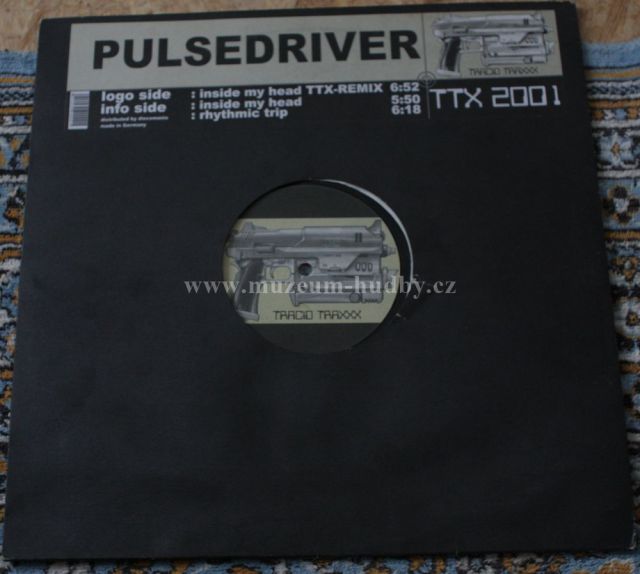 PULSEDRIVER
TRACID TRAXXX
logo side : inside my head TTX-REMIX 6:52
info side : inside my head 5:50
: rhythmic trip 6:18
distributed by discomania
made in Germany
TTX 2001
www.muzeum-hudby.cz
TRACID TRAXXX